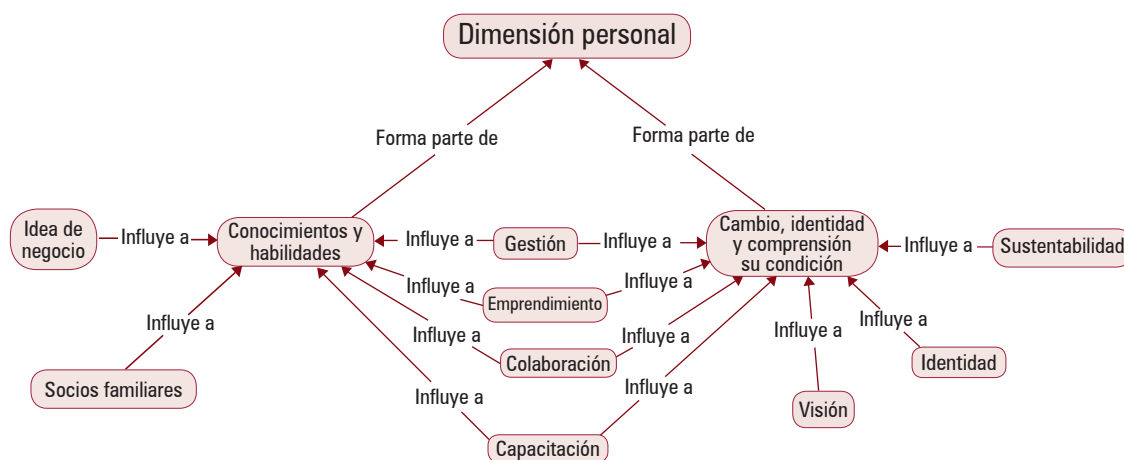 Dimensión personal
Forma parte de
Forma parte de
Idea de
negocio
Influye a
Conocimientos y
habilidades
Influye a
Gestión
Influye a
Cambio, identidad
y comprensión
su condición
Influye a
Sustentabilidad
Influye a
Emprendimiento
Influye a
Influye a
Influye a
Colaboración
Influye a
Influye a
Influye a
Identidad
Socios familiares
Influye a
Influye a
Visión
Capacitación